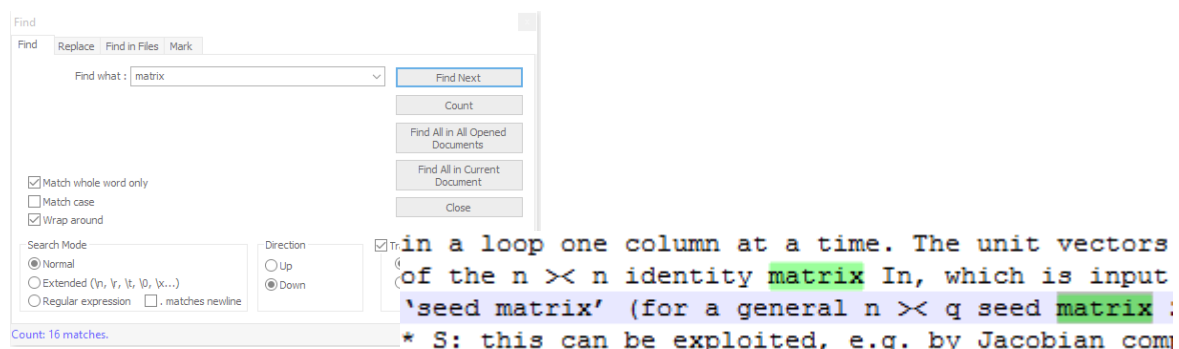 Find
Find Replace Find in Files Mark
Find what : matrix
Find Next
Count
Find All in All Opened
Documents
Find All in Current
Document
Close
Match whole word only
Match case
Wrap around
Search Mode
Normal
Extended (\n, \r, \t, \0, \x...)
Regular expression . matches newline
Direction
Up
Down
Count: 16 matches.
in a loop one column at a time. The unit vectors
of the n >< n identity matrix In, which is input
‘seed matrix’ (for a general n >< q seed matrix
* S: this can be exploited, e.g. by Jacobian com